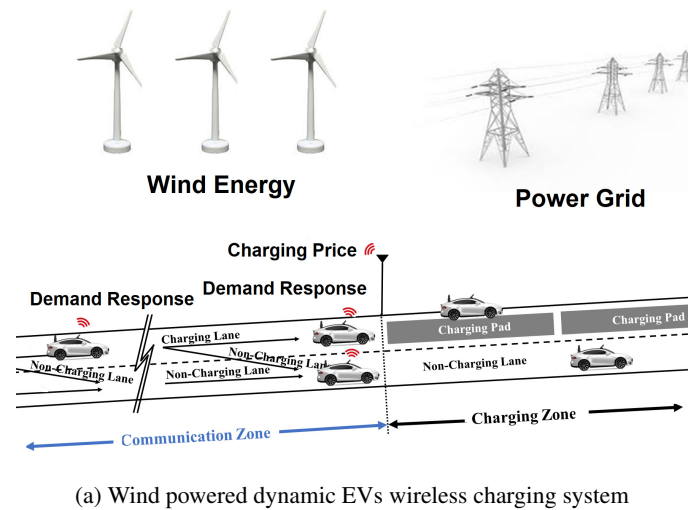 Wind Energy
Power Grid
Charging Price
Demand Response
Demand Response
Charging Lane
Non-Charging Lane
Non-Charging Lane
Non-Charging Lane
Charging Pad
Charging Pad
Non-Charging Lane
Communication Zone
Charging Zone
(a) Wind powered dynamic EVs wireless charging system